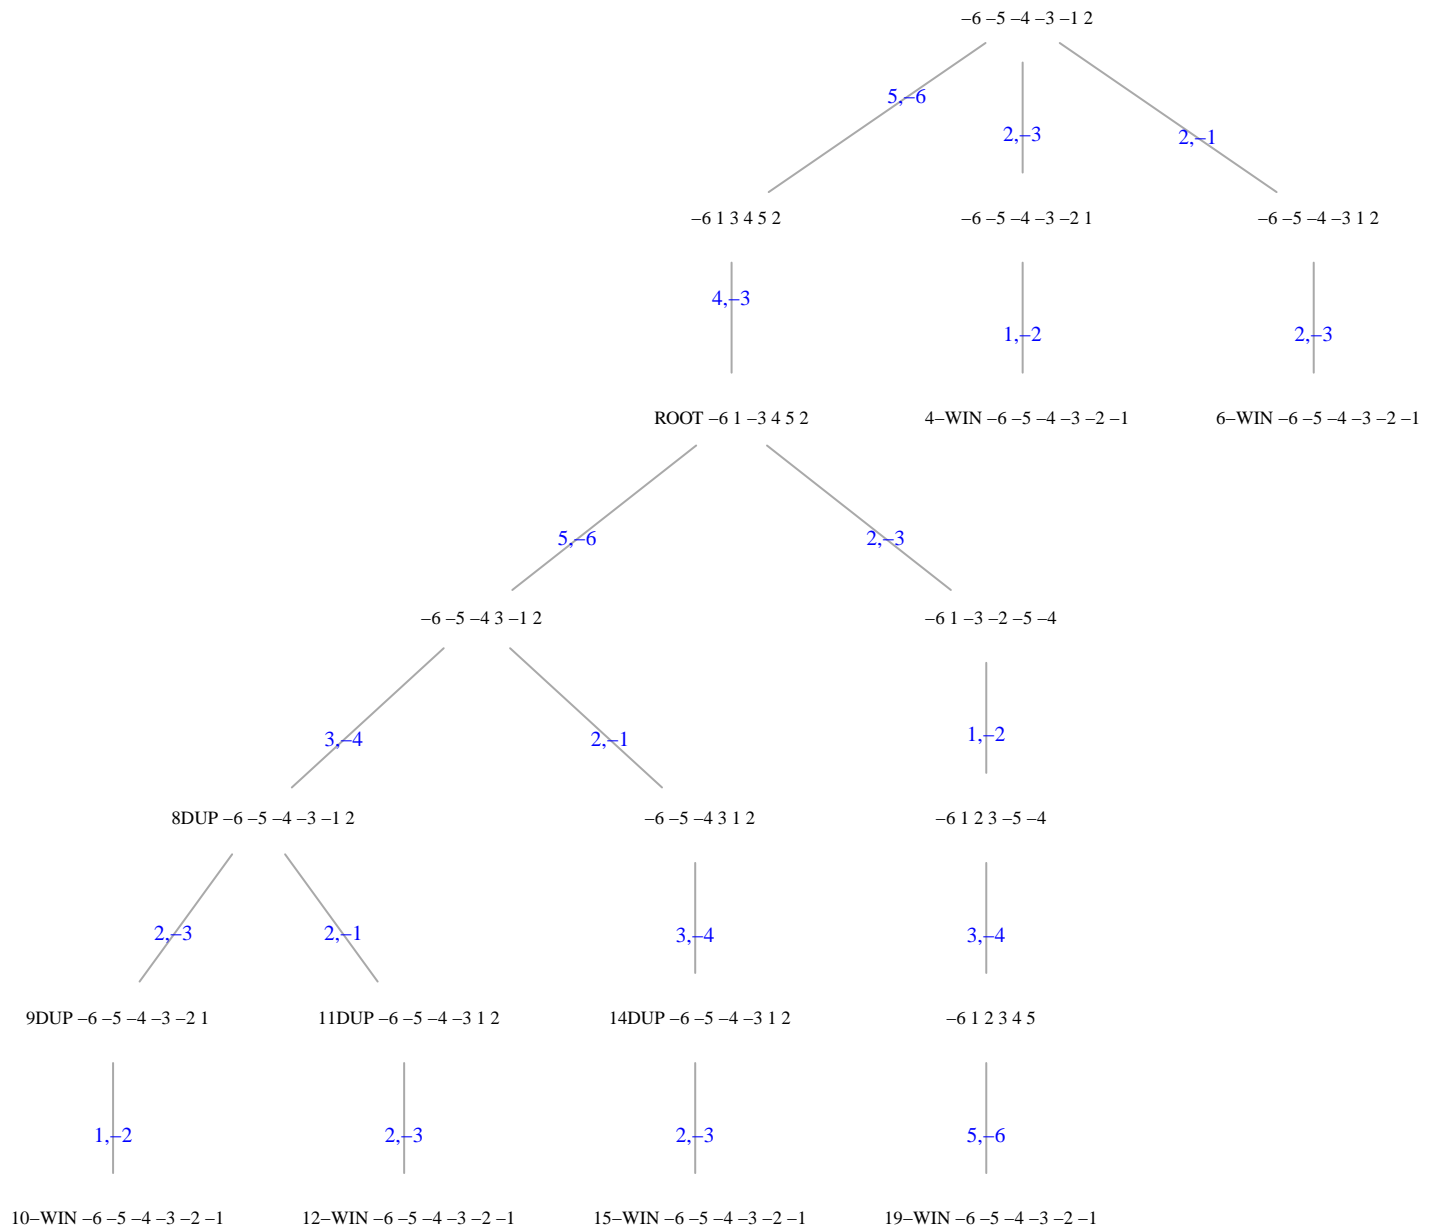 −6 −5 −4 −3 −1 2
5,−6
2,−3
2,−1
−6 1 3 4 5 2
−6 −5 −4 −3 −2 1
−6 −5 −4 −3 1 2
4,−3
1,−2
2,−3
ROOT −6 1 −3 4 5 2
4−WIN −6 −5 −4 −3 −2 −1
6−WIN −6 −5 −4 −3 −2 −1
5,−6
2,−3
−6 −5 −4 3 −1 2
−6 1 −3 −2 −5 −4
3,−4
2,−1
1,−2
8DUP −6 −5 −4 −3 −1 2
−6 −5 −4 3 1 2
−6 1 2 3 −5 −4
2,−3
2,−1
3,−4
3,−4
9DUP −6 −5 −4 −3 −2 1
11DUP −6 −5 −4 −3 1 2
14DUP −6 −5 −4 −3 1 2
−6 1 2 3 4 5
1,−2
2,−3
2,−3
5,−6
10−WIN −6 −5 −4 −3 −2 −1
12−WIN −6 −5 −4 −3 −2 −1
15−WIN −6 −5 −4 −3 −2 −1
19−WIN −6 −5 −4 −3 −2 −1